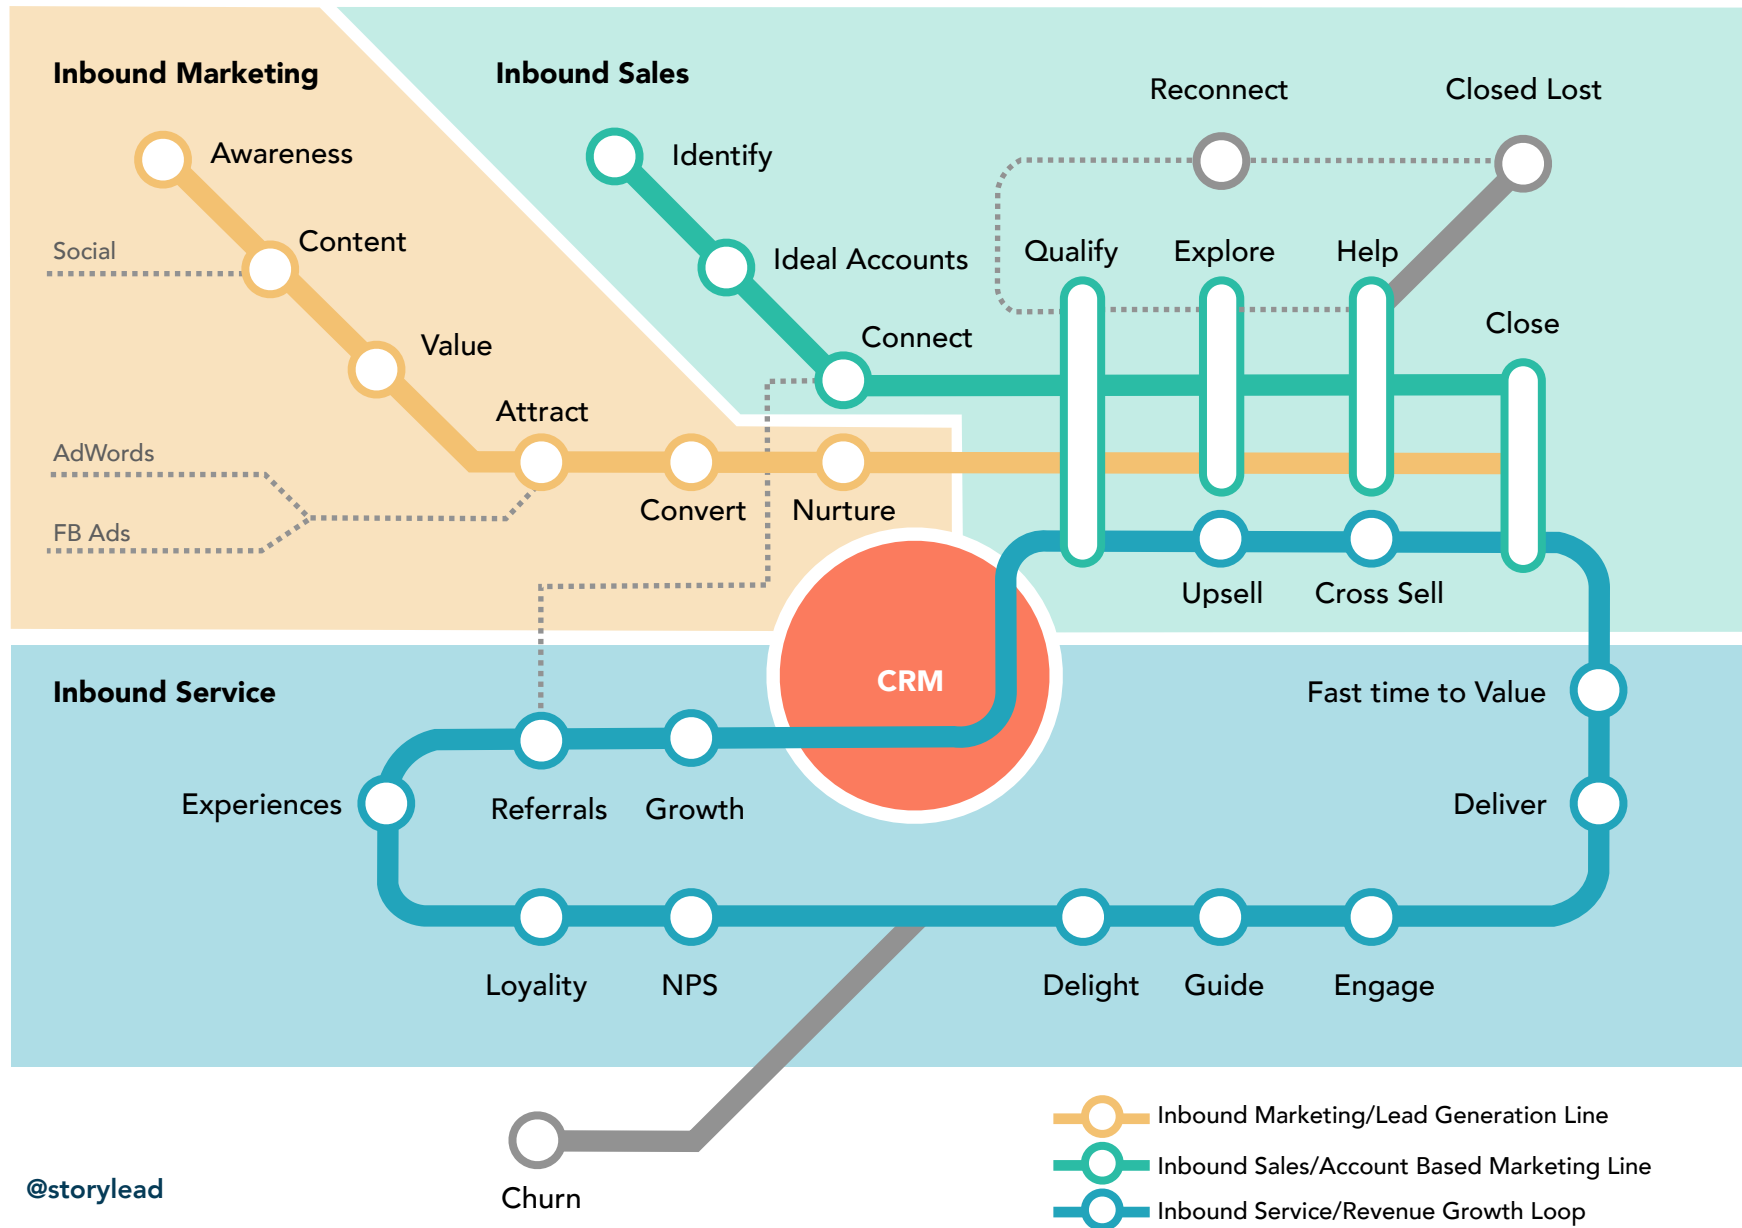 Inbound Marketing
Inbound Sales
Reconnect
Closed Lost
Awareness
Identify
Social
Content
Ideal Accounts
Qualify
Explore
Help
Value
Connect
Close
Attract
AdWords
Convert
Nurture
FB Ads
Upsell
Cross Sell
CRM
Inbound Service
Fast time to Value
Experiences
Referrals
Growth
Deliver
Loyality
NPS
Delight
Guide
Engage
Churn
Inbound Marketing/Lead Generation Line
Inbound Sales/Account Based Marketing Line
Inbound Service/Revenue Growth Loop
@storylead